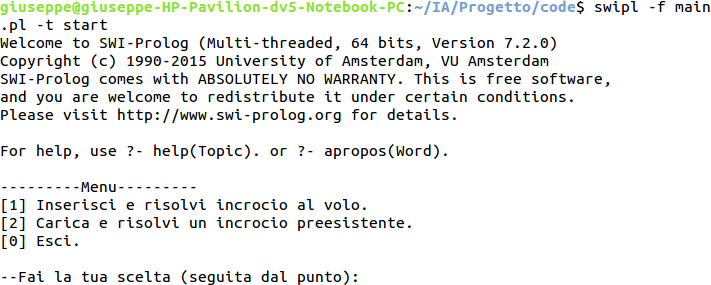 giuseppe@giuseppe-HP-Pavilion-dv5-Notebook-PC:~/IA/Progetto/code$ swipl -f main
.pl -t start
Welcome to SWI-Prolog (Multi-threaded, 64 bits, Version 7.2.0)
Copyright (c) 1990-2015 University of Amsterdam, VU Amsterdam
SWI-Prolog comes with ABSOLUTELY NO WARRANTY. This is free software,
and you are welcome to redistribute it under certain conditions.
Please visit http://www.swi-prolog.org for details.

For help, use ?- help(Topic). or ?- apropos(Word).

---------Menu---------
[1] Inserisci e risolvi incrocio al volo.
[2] Carica e risolvi un incrocio preesistente.
[0] Esci.

--Fai la tua scelta (seguita dal punto):